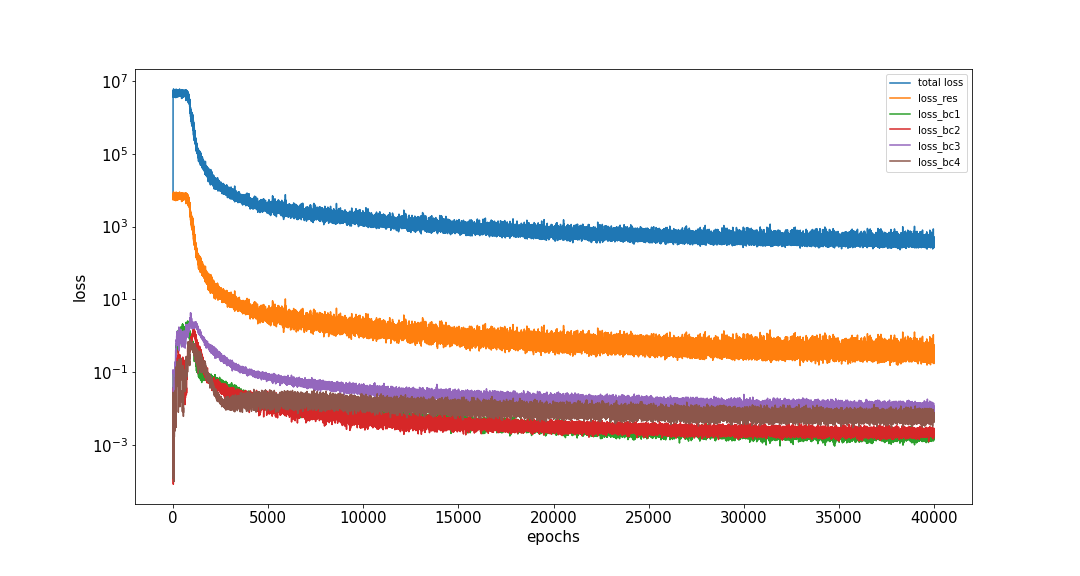 10^7
10^5
10^3
10^1
10^−1
10^−3
loss
0 5000 10000 15000 20000 25000 30000 35000 40000
epochs
total loss
loss_res
loss_bc1
loss_bc2
loss_bc3
loss_bc4